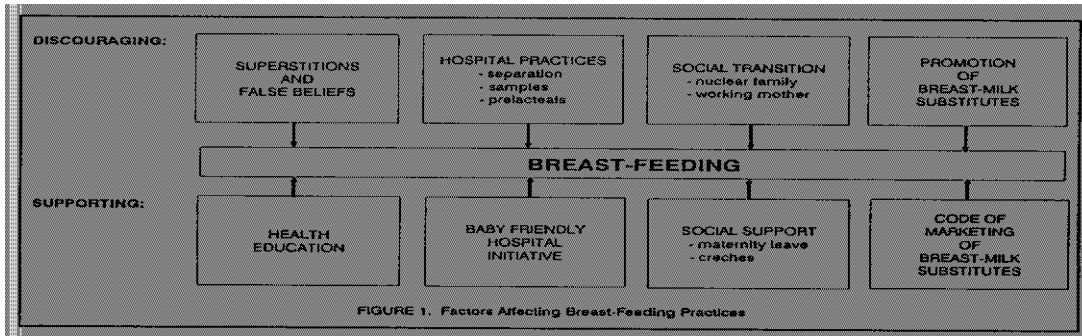 DISCOURAGING:
SUPERSTITIONS
AND
FALSE BELIEFS
HOSPITAL PRACTICES
- separation
- samples
- prelacteals
SOCIAL TRANSITION
- nuclear family
- working mother
PROMOTION
OF
BREAST-MILK
SUBSTITUTES
BREAST-FEEDING
SUPPORTING:
HEALTH
EDUCATION
BABY FRIENDLY
HOSPITAL
INITIATIVE
SOCIAL SUPPORT
- maternity leave
- creches
CODE OF
MARKETING
OF
BREAST-MILK
SUBSTITUTES
FIGURE 1. Factors Affecting Breast-Feeding Practices